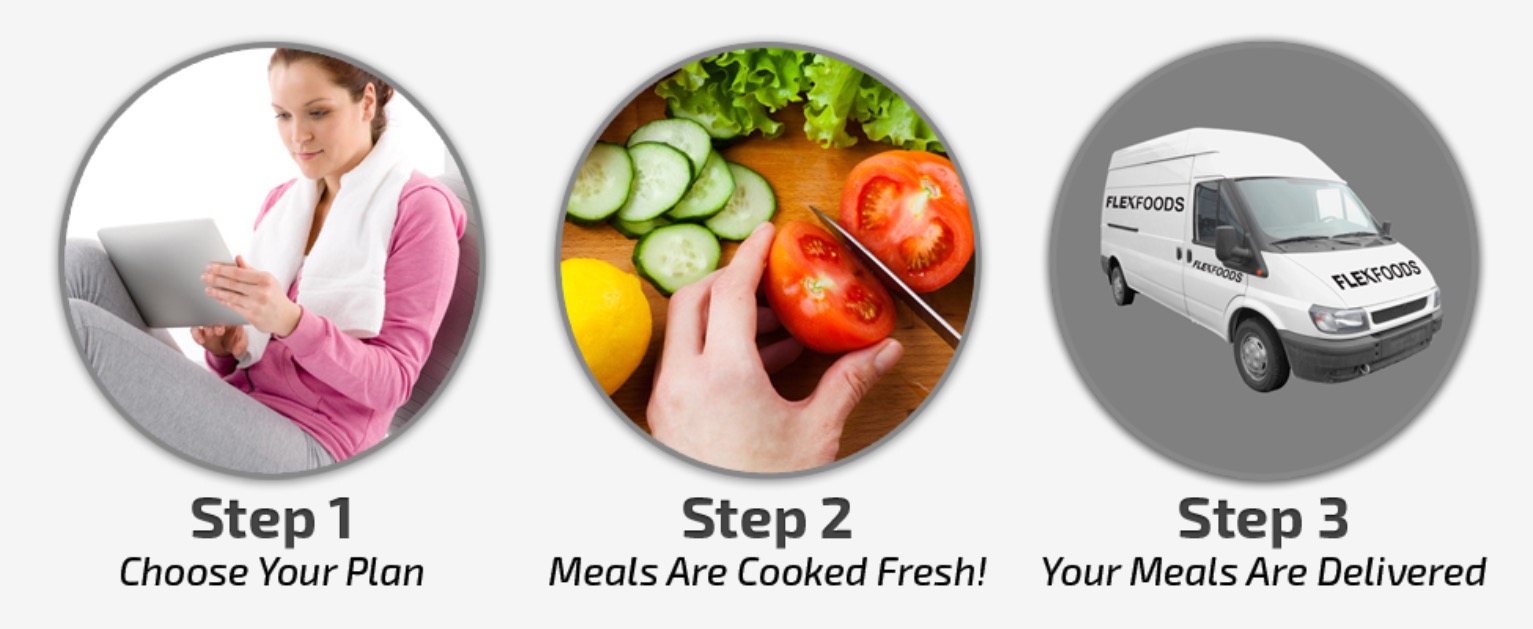 FLEXFOODS
FLEXFOODS
FLEXFOODS
Step 1
Choose Your Plan
Step 2
Meals Are Cooked Fresh!
Step 3
Your Meals Are Delivered